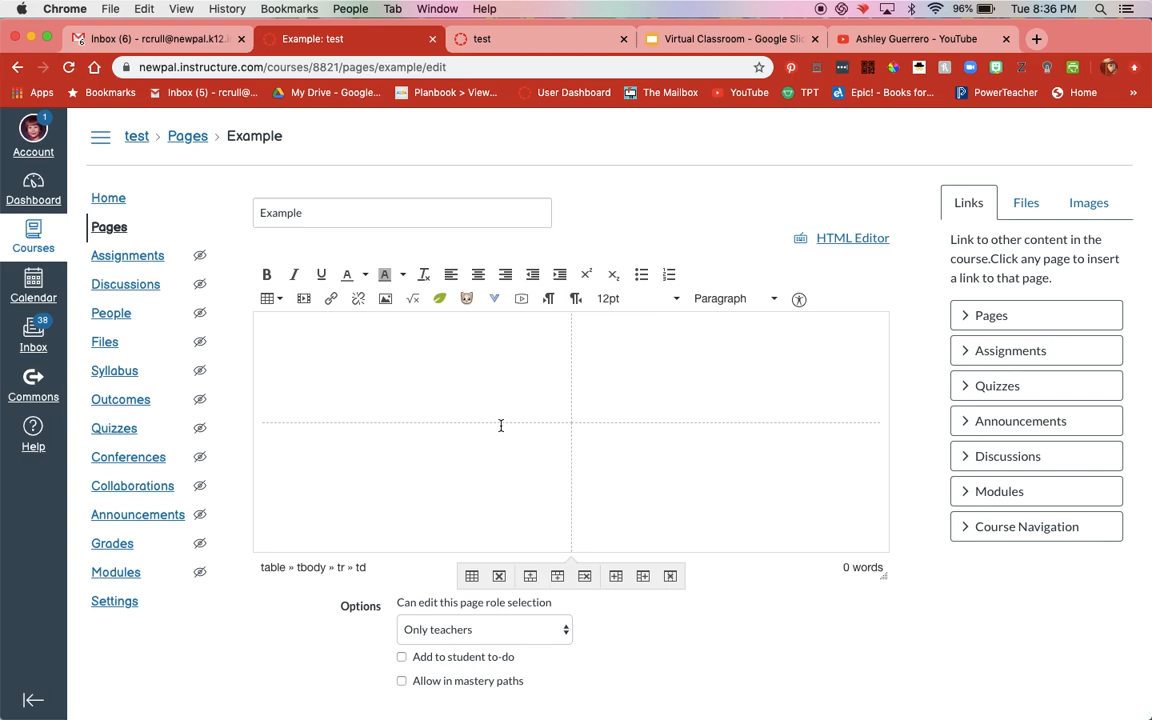 Chrome File Edit View History Bookmarks People Tab Window Help 96% Tue 8:36 PM
Inbox (6) - rcrull@newpal.k12.i Example: test test Virtual Classroom - Google Slid Ashley Guerrero - YouTube
newpal.instructure.com/courses/8821/pages/example/edit
Apps Bookmarks Inbox (5) - rcrull@... My Drive - Google... Planbook > View... User Dashboard The Mailbox YouTube TPT Epic! - Books for... PowerTeacher Home »
1
Account
Dashboard
Courses
Calendar
38
Inbox
Commons
Help
test › Pages › Example
Home
Pages
Assignments
Discussions
People
Files
Syllabus
Outcomes
Quizzes
Conferences
Collaborations
Announcements
Grades
Modules
Settings
Example
HTML Editor
12pt Paragraph
table » tbody » tr » td 0 words
Options Can edit this page role selection
Only teachers
Add to student to-do
Allow in mastery paths
Links Files Images
Link to other content in the
course.Click any page to insert
a link to that page.
Pages
Assignments
Quizzes
Announcements
Discussions
Modules
Course Navigation